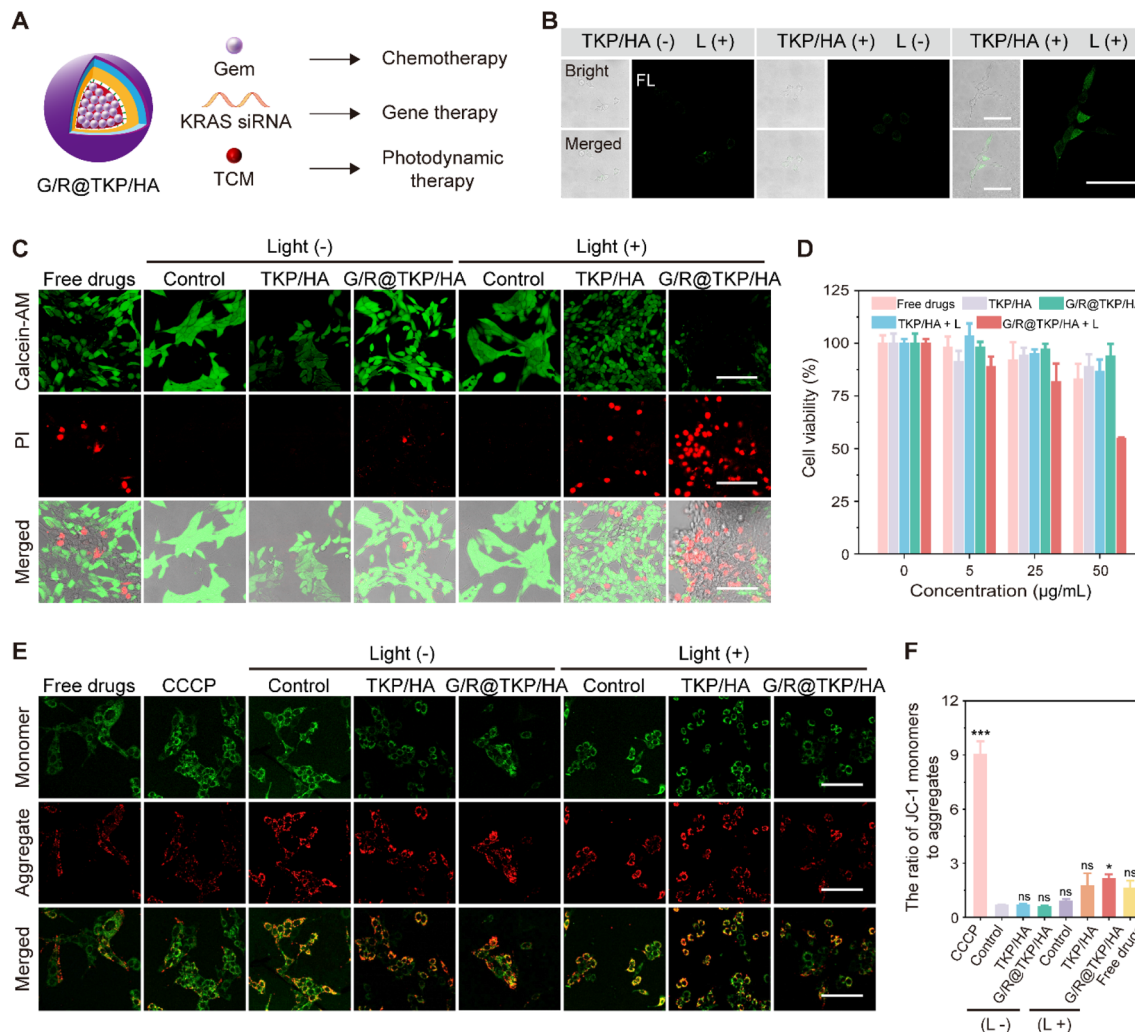 A
Gem
Chemotherapy
KRAS siRNA
Gene therapy
TCM
Photodynamic
therapy
G/R@TKP/HA
B
TKP/HA (-) L (+)
TKP/HA (+) L (-)
TKP/HA (+) L (+)
Bright
FL
Merged
C
Light (-)
Light (+)
Free drugs
Control
TKP/HA
G/R@TKP/HA
Control
TKP/HA
G/R@TKP/HA
Calcein-AM
PI
Merged
D
Free drugs
TKP/HA
G/R@TKP/H
TKP/HA + L
G/R@TKP/HA + L
Cell viability (%)
125
100
75
50
25
0
0
5
25
50
Concentration (µg/mL)
E
Light (-)
Light (+)
Free drugs
CCCP
Control
TKP/HA
G/R@TKP/HA
Control
TKP/HA
G/R@TKP/HA
Monomer
Aggregate
Merged
F
The ratio of JC-1 monomers
to aggregates
12
9
6
3
0
***
ns
ns
ns
ns
*
ns
CCCP
Control
TKP/HA
G/R@TKP/HA
Control
TKP/HA
G/R@TKP/HA
Free drug
(L -)
(L +)